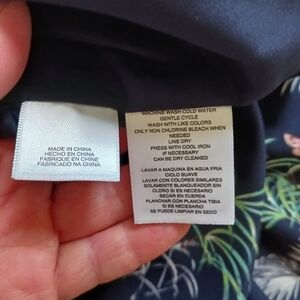 MADE IN CHINA
HECHO EN CHINA
FABRIQUE EN CHINE
FABRICADO NA CHINA
MACHINE WASH COLD WATER
GENTLE CYCLE
WASH WITH LIKE COLORS
ONLY NON CHLORINE BLEACH WHEN
NEEDED
LINE DRY
PRESS WITH COOL IRON
IF NECESSARY
CAN BE DRY CLEANED
LAVAR A MAQUINA EN AGUA FRIA
CICLO SUAVE
LAVAR CON COLORES SIMILARES
SOLAMENTE BLANQUEADOR SIN
CLORO SI ES NECESARIO
SECAR EN CUERDA
PLANCHAR CON PLANCHA TIBIA
SI ES NECESARIO
SE PUEDE LIMPIAR EN SECO